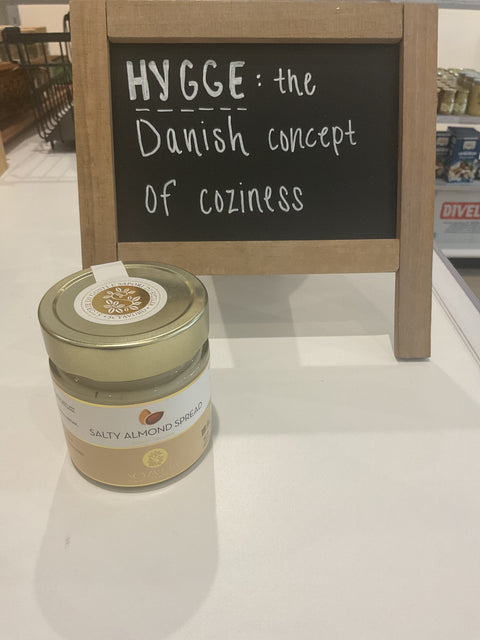 HYGGE: the
Danish concept
of coziness
SALTY ALMOND SPREAD
DIVEL